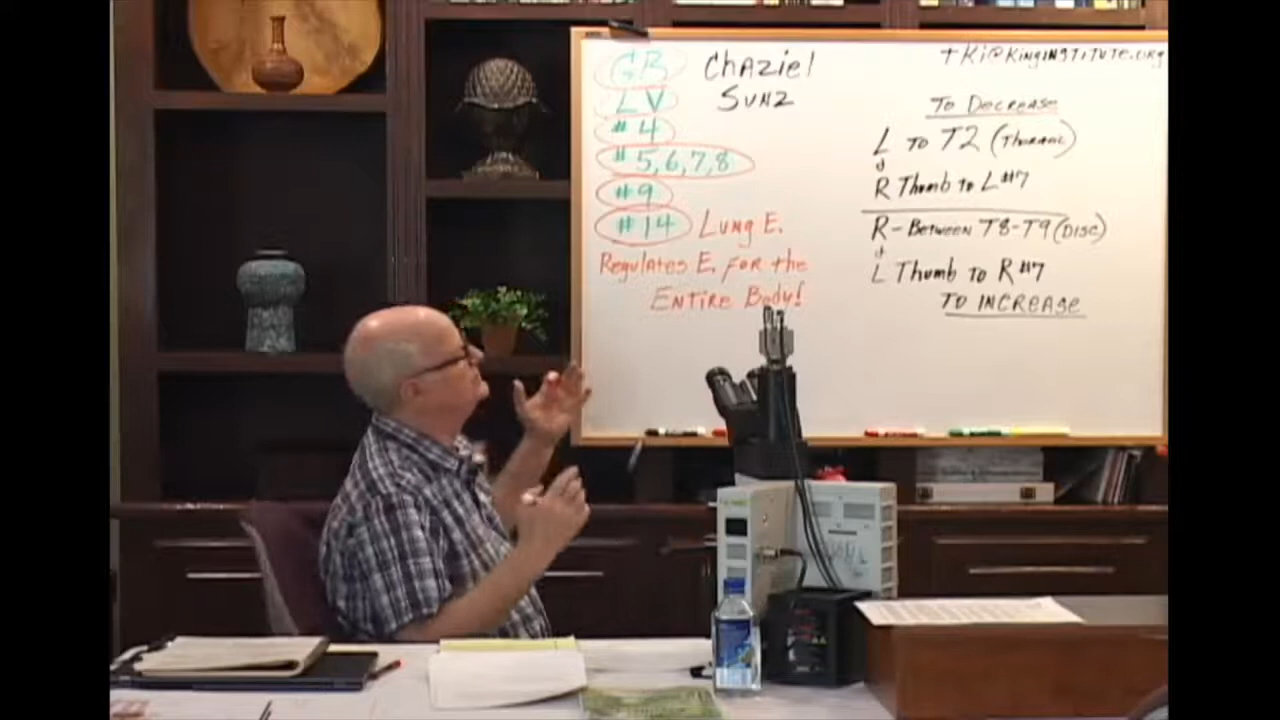 GB
LV
#4
#5,6,7,8
#9
#14 Lung E.
Regulates E. for the
Entire Body!
Chaziel
Sunz
tki@kinginstitute.org
To Decrease
L to T2 (Thoracic)
&
R Thumb to L#7
R - Between T8-T9 (Disc)
&
L Thumb to R#7
To Increase